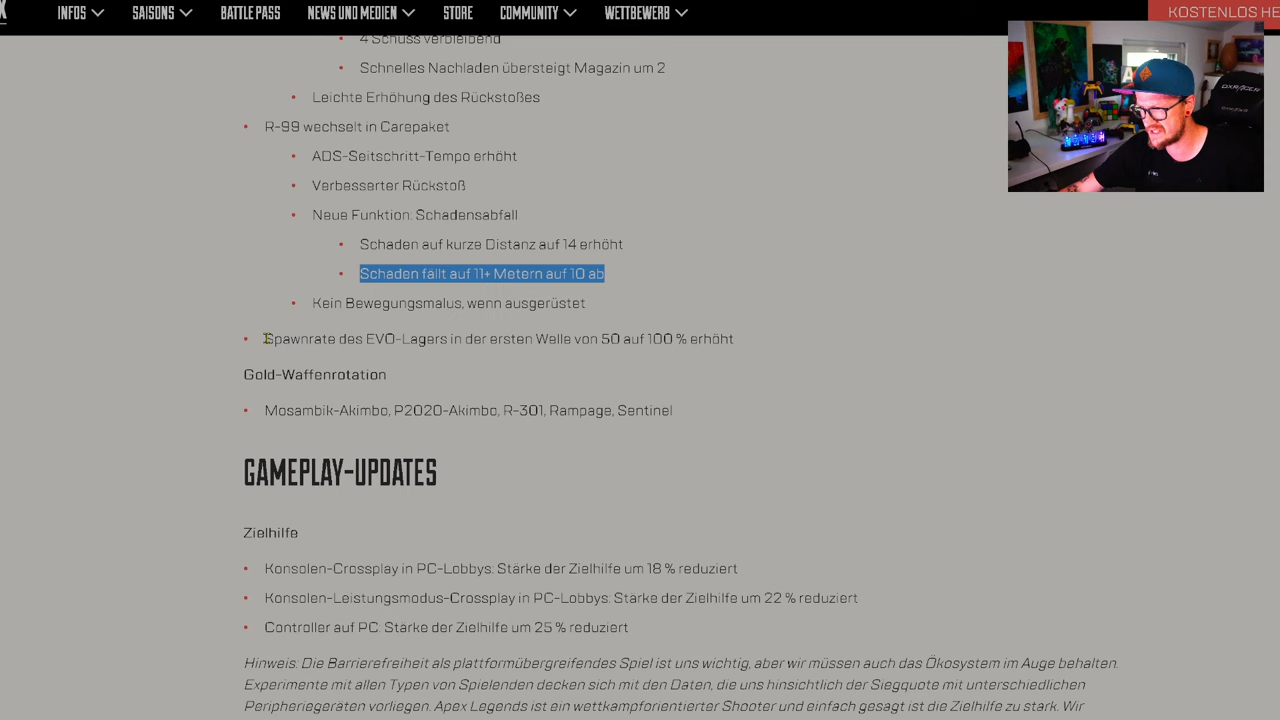 INFOS
SAISONS
BATTLE PASS
NEWS UND MEDIEN
STORE
COMMUNITY
WETTBEWERB
KOSTENLOS HE
4 Schuss verbleibend
Schnelles Nachladen übersteigt Magazin um 2
Leichte Erhöhung des Rückstoßes
R-99 wechselt in Carepaket
ADS-Seitschritt-Tempo erhöht
Verbesserter Rückstoß
Neue Funktion: Schadensabfall
Schaden auf kurze Distanz auf 14 erhöht
Schaden fällt auf 11+ Metern auf 10 ab
Kein Bewegungsmalus, wenn ausgerüstet
Spawnrate des EVO-Lagers in der ersten Welle von 50 auf 100 % erhöht
Gold-Waffenrotation
Mosambik-Akimbo, P2020-Akimbo, R-301, Rampage, Sentinel
GAMEPLAY-UPDATES
Zielhilfe
Konsolen-Crossplay in PC-Lobbys: Stärke der Zielhilfe um 18 % reduziert
Konsolen-Leistungsmodus-Crossplay in PC-Lobbys: Stärke der Zielhilfe um 22 % reduziert
Controller auf PC: Stärke der Zielhilfe um 25 % reduziert
Hinweis: Die Barrierefreiheit als plattformübergreifendes Spiel ist uns wichtig, aber wir müssen auch das Ökosystem im Auge behalten.
Experimente mit allen Typen von Spielenden decken sich mit den Daten, die uns hinsichtlich der Siegquote mit unterschiedlichen
Peripheriegeräten vorliegen. Apex Legends ist ein wettkampforientierter Shooter und einfach gesagt ist die Zielhilfe zu stark. Wir